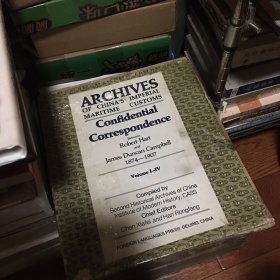 ARCHIVES
OF CHINA'S IMPERIAL
MARITIME CUSTOMS
Confidential
Correspondence
between
Robert Hart
and
James Duncan Campbell
1874—1907
Volume I-IV
Compiled by
Second Historical Archives of China
Institute of Modern History, CASS
Chief Editors
Chen Xiafei and Han Rongfang
FOREIGN LANGUAGES PRESS BEIJING CHINA